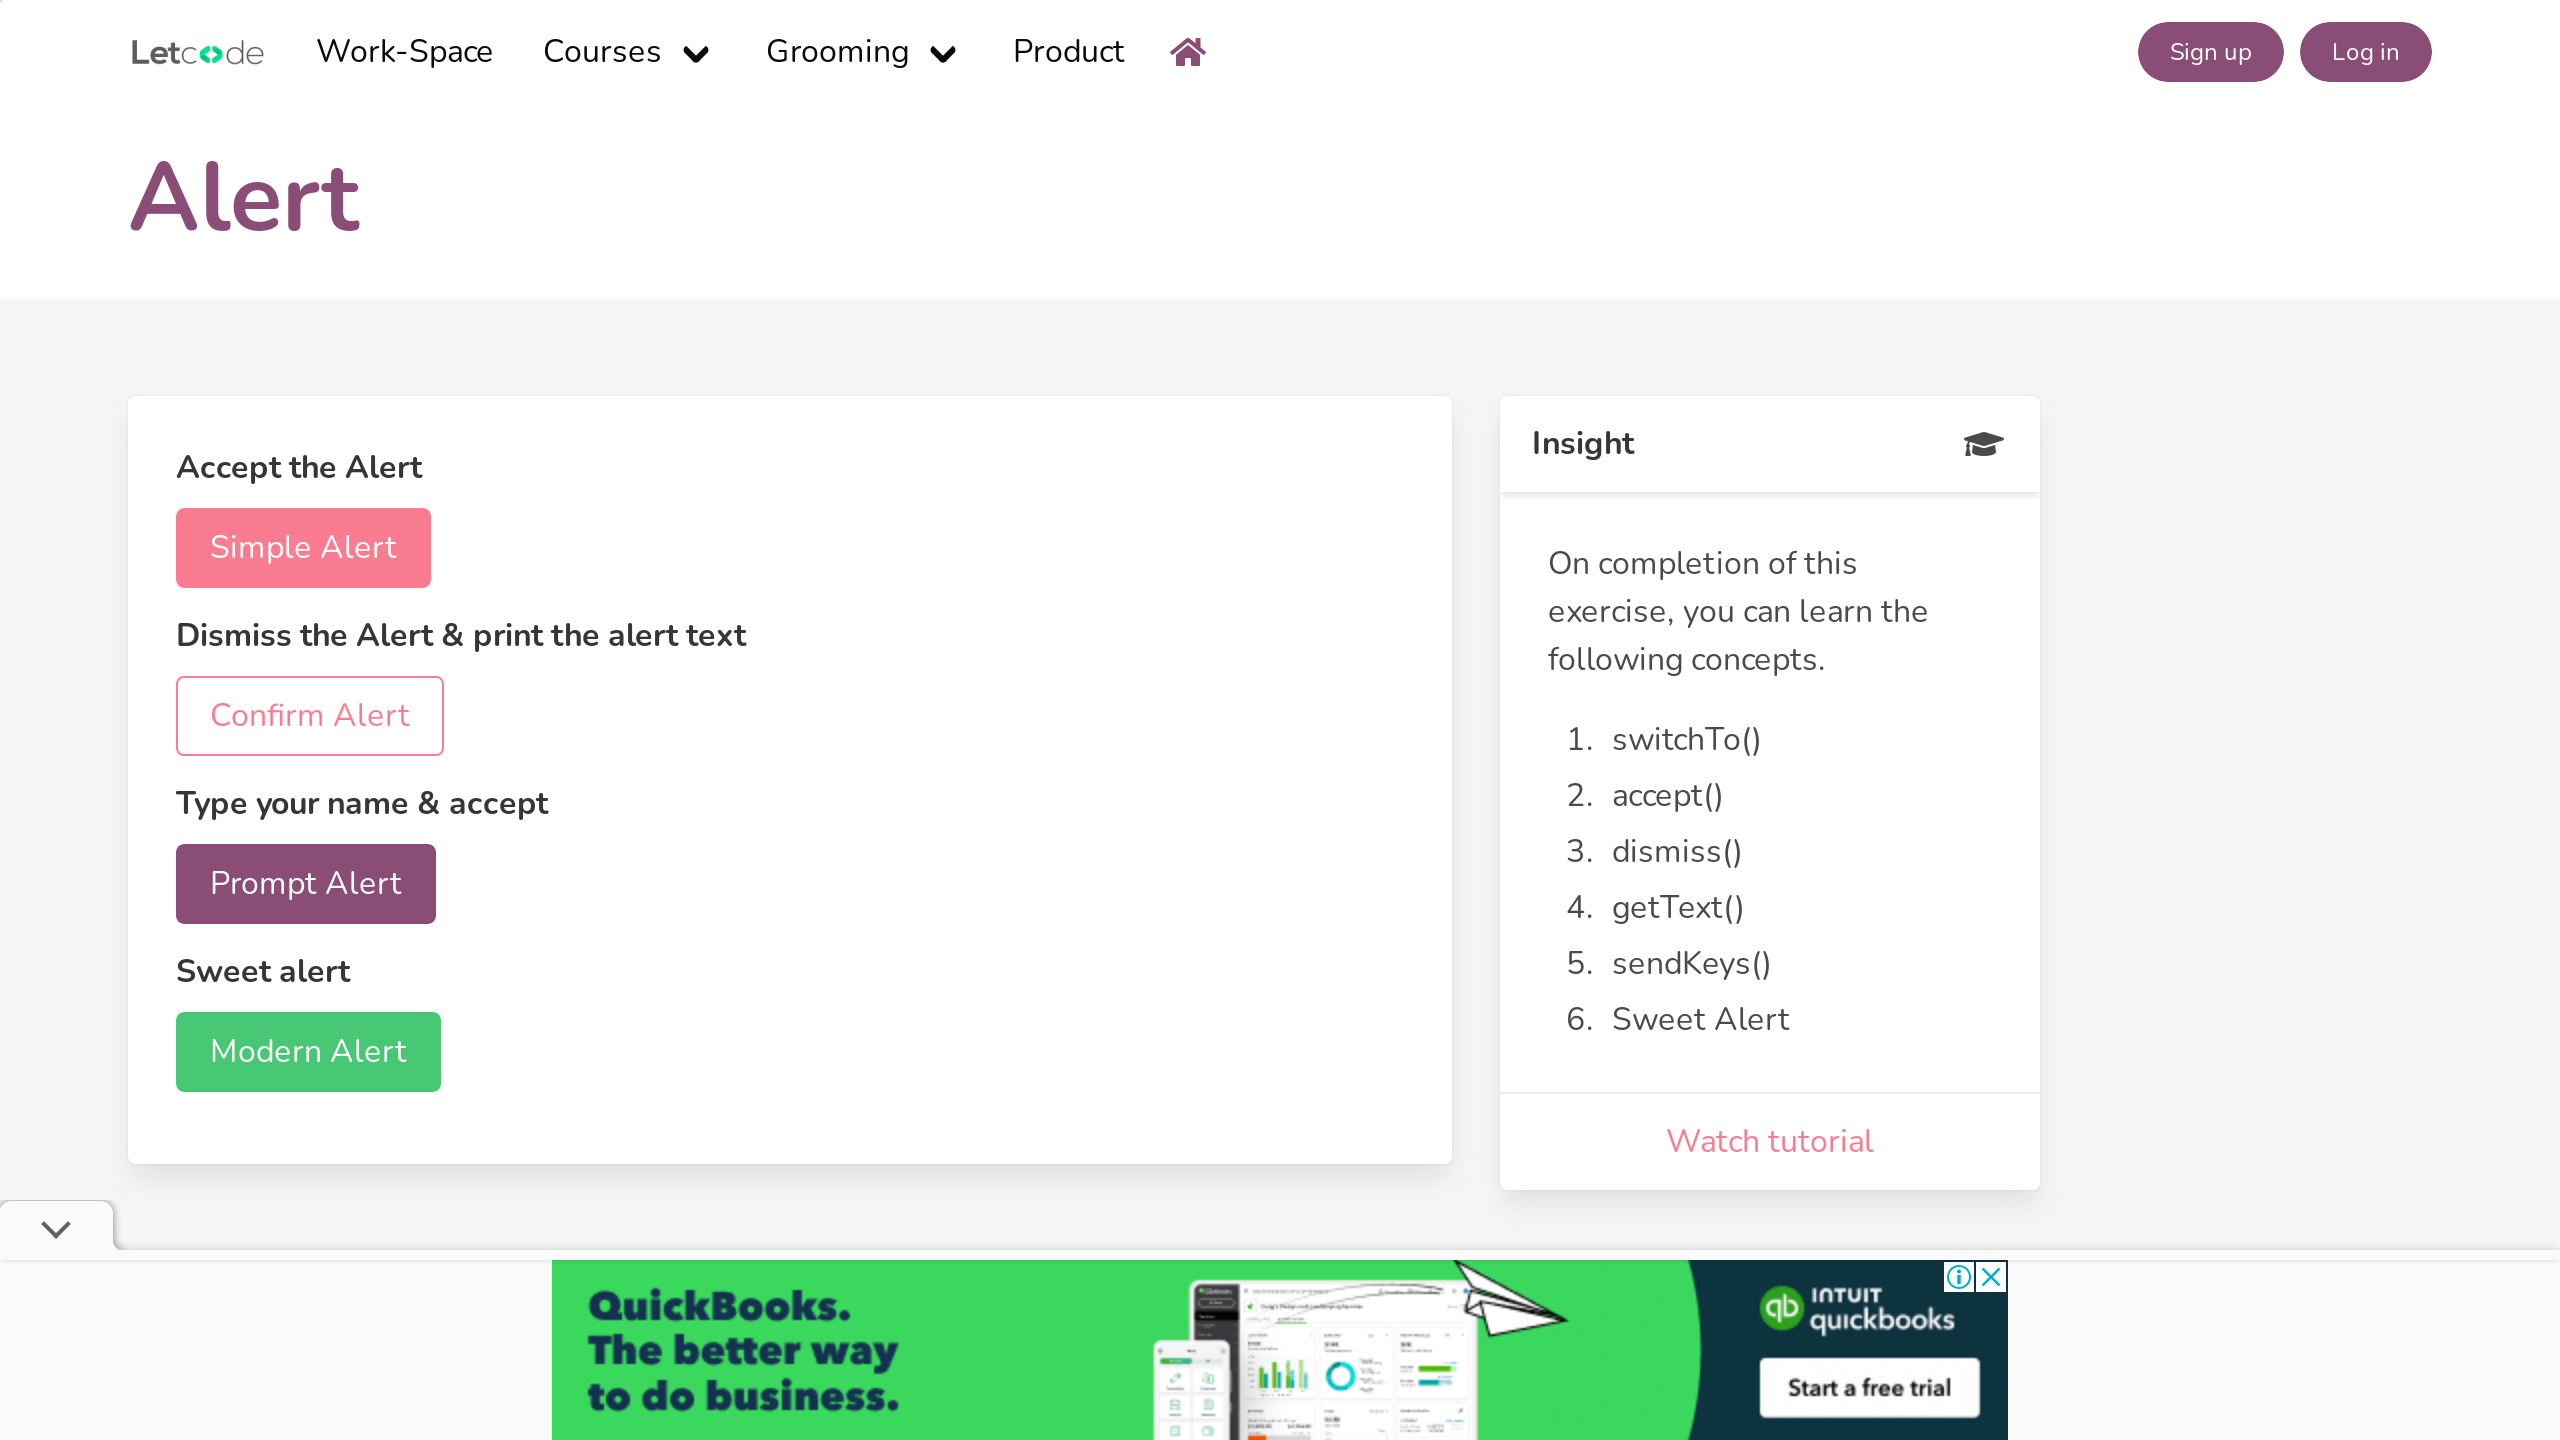 Letcode Work-Space Courses Grooming Product Sign up Log in
Alert
Accept the Alert
Simple Alert
Dismiss the Alert & print the alert text
Confirm Alert
Type your name & accept
Prompt Alert
Sweet alert
Modern Alert
Insight
On completion of this
exercise, you can learn the
following concepts.
1. switchTo()
2. accept()
3. dismiss()
4. getText()
5. sendKeys()
6. Sweet Alert
Watch tutorial
QuickBooks.
The better way
to do business.
qb INTUIT
quickbooks
Start a free trial